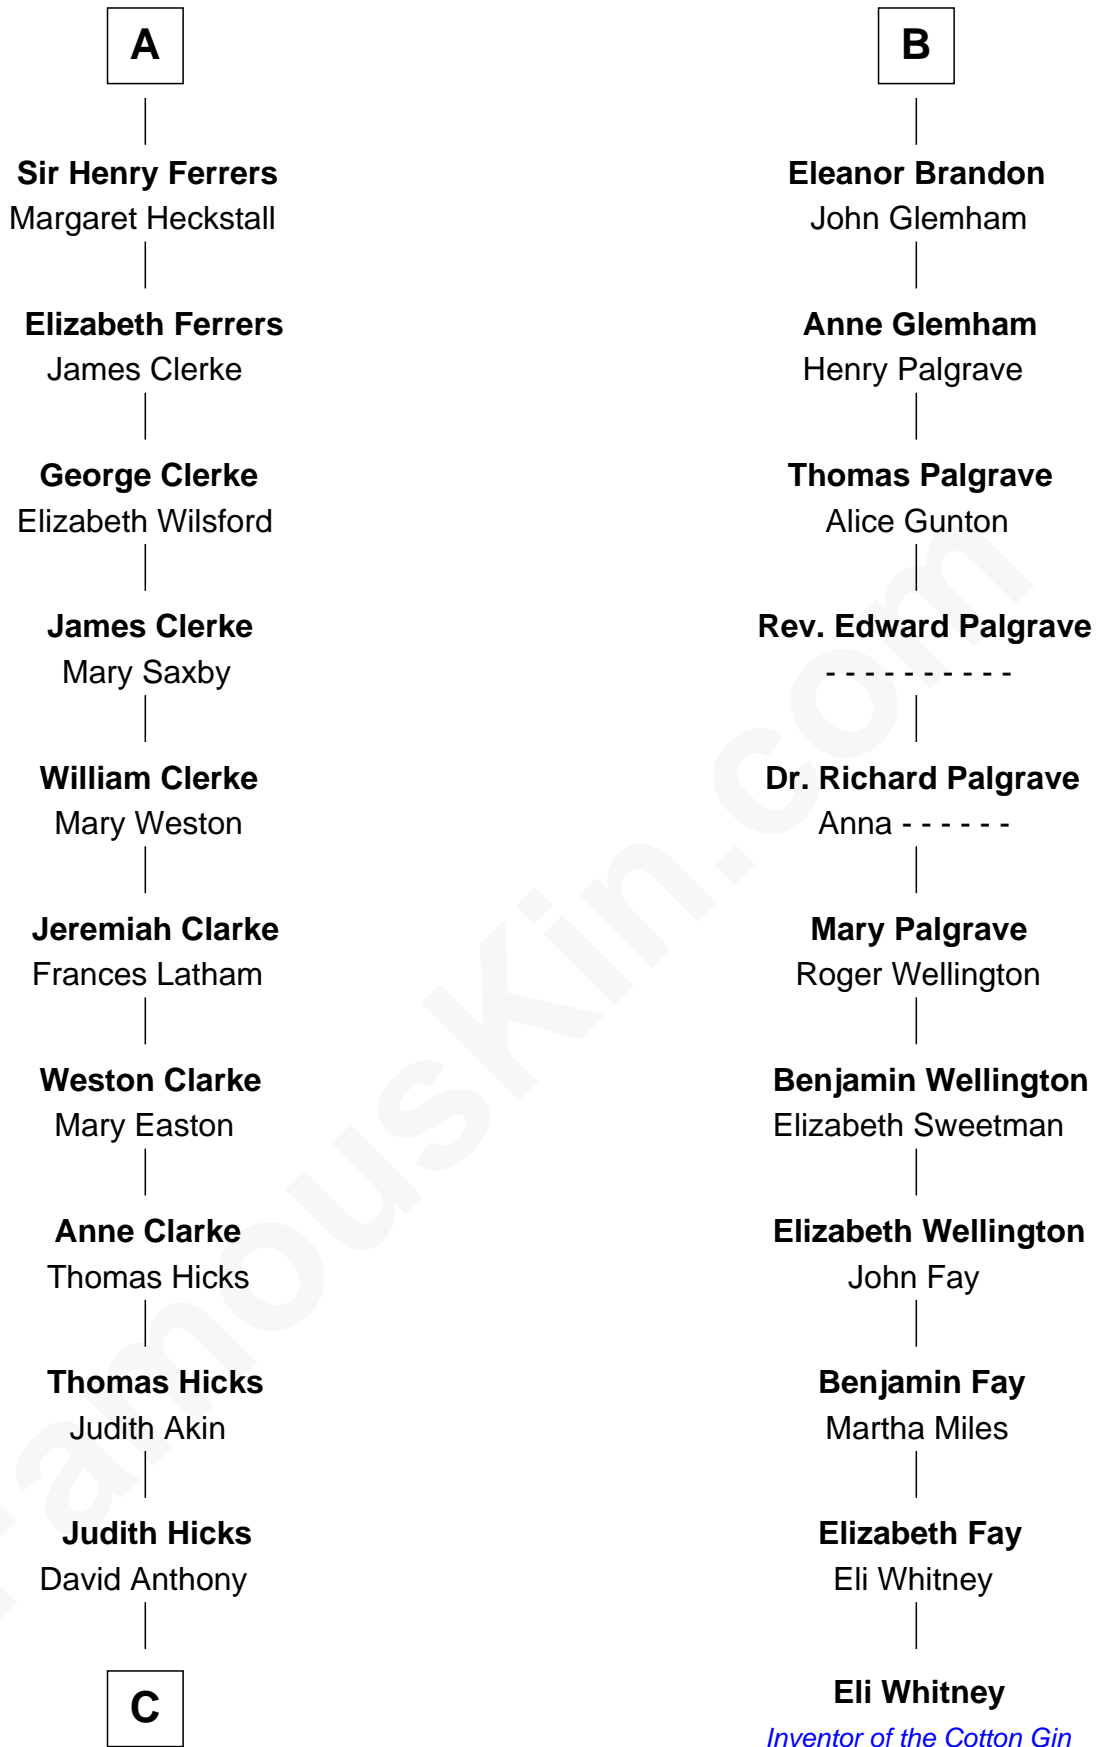 A
Sir Henry Ferrers
Margaret Heckstall
Elizabeth Ferrers
James Clerke
George Clerke
Elizabeth Wilsford
James Clerke
Mary Saxby
William Clerke
Mary Weston
Jeremiah Clarke
Frances Latham
Weston Clarke
Mary Easton
Anne Clarke
Thomas Hicks
Thomas Hicks
Judith Akin
Judith Hicks
David Anthony
C
B
Eleanor Brandon
John Glemham
Anne Glemham
Henry Palgrave
Thomas Palgrave
Alice Gunton
Rev. Edward Palgrave
- - - - - - - - - -
Dr. Richard Palgrave
Anna - - - - - -
Mary Palgrave
Roger Wellington
Benjamin Wellington
Elizabeth Sweetman
Elizabeth Wellington
John Fay
Benjamin Fay
Martha Miles
Elizabeth Fay
Eli Whitney
Eli Whitney
Inventor of the Cotton Gin
FamousKin.com